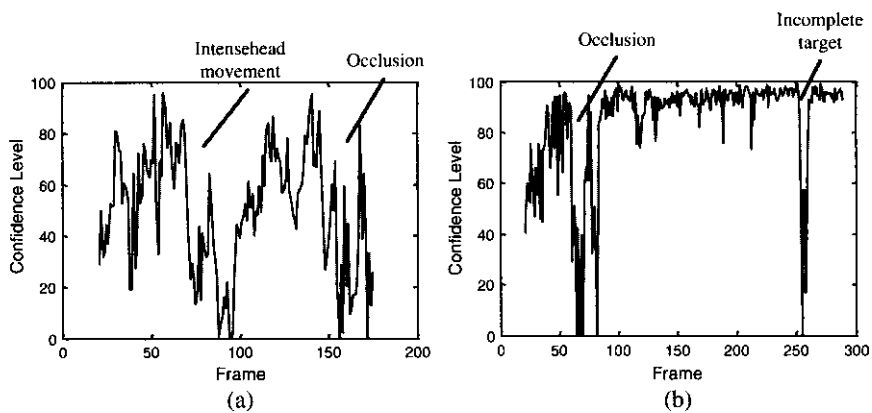 Intensehead
movement
Occlusion
100
80
60
40
20
0
Confidence Level
0 50 100 150 200
Frame
(a)
Occlusion
Incomplete
target
100
80
60
40
20
0
Confidence Level
0 50 100 150 200 250 300
Frame
(b)